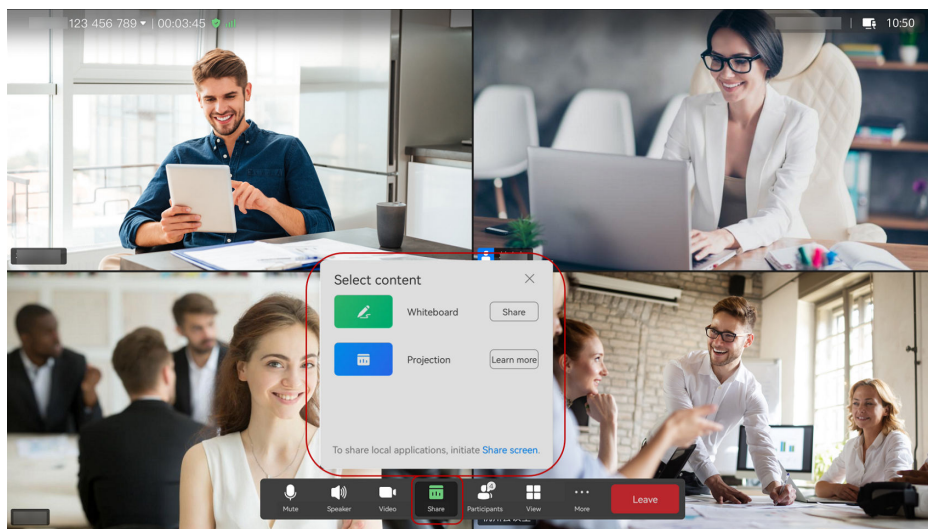 123 456 789 ▾ | 00:03:45
10:50
Select content
Whiteboard Share
Projection Learn more
To share local applications, initiate Share screen.
Mute Speaker Video Share Participants View More Leave